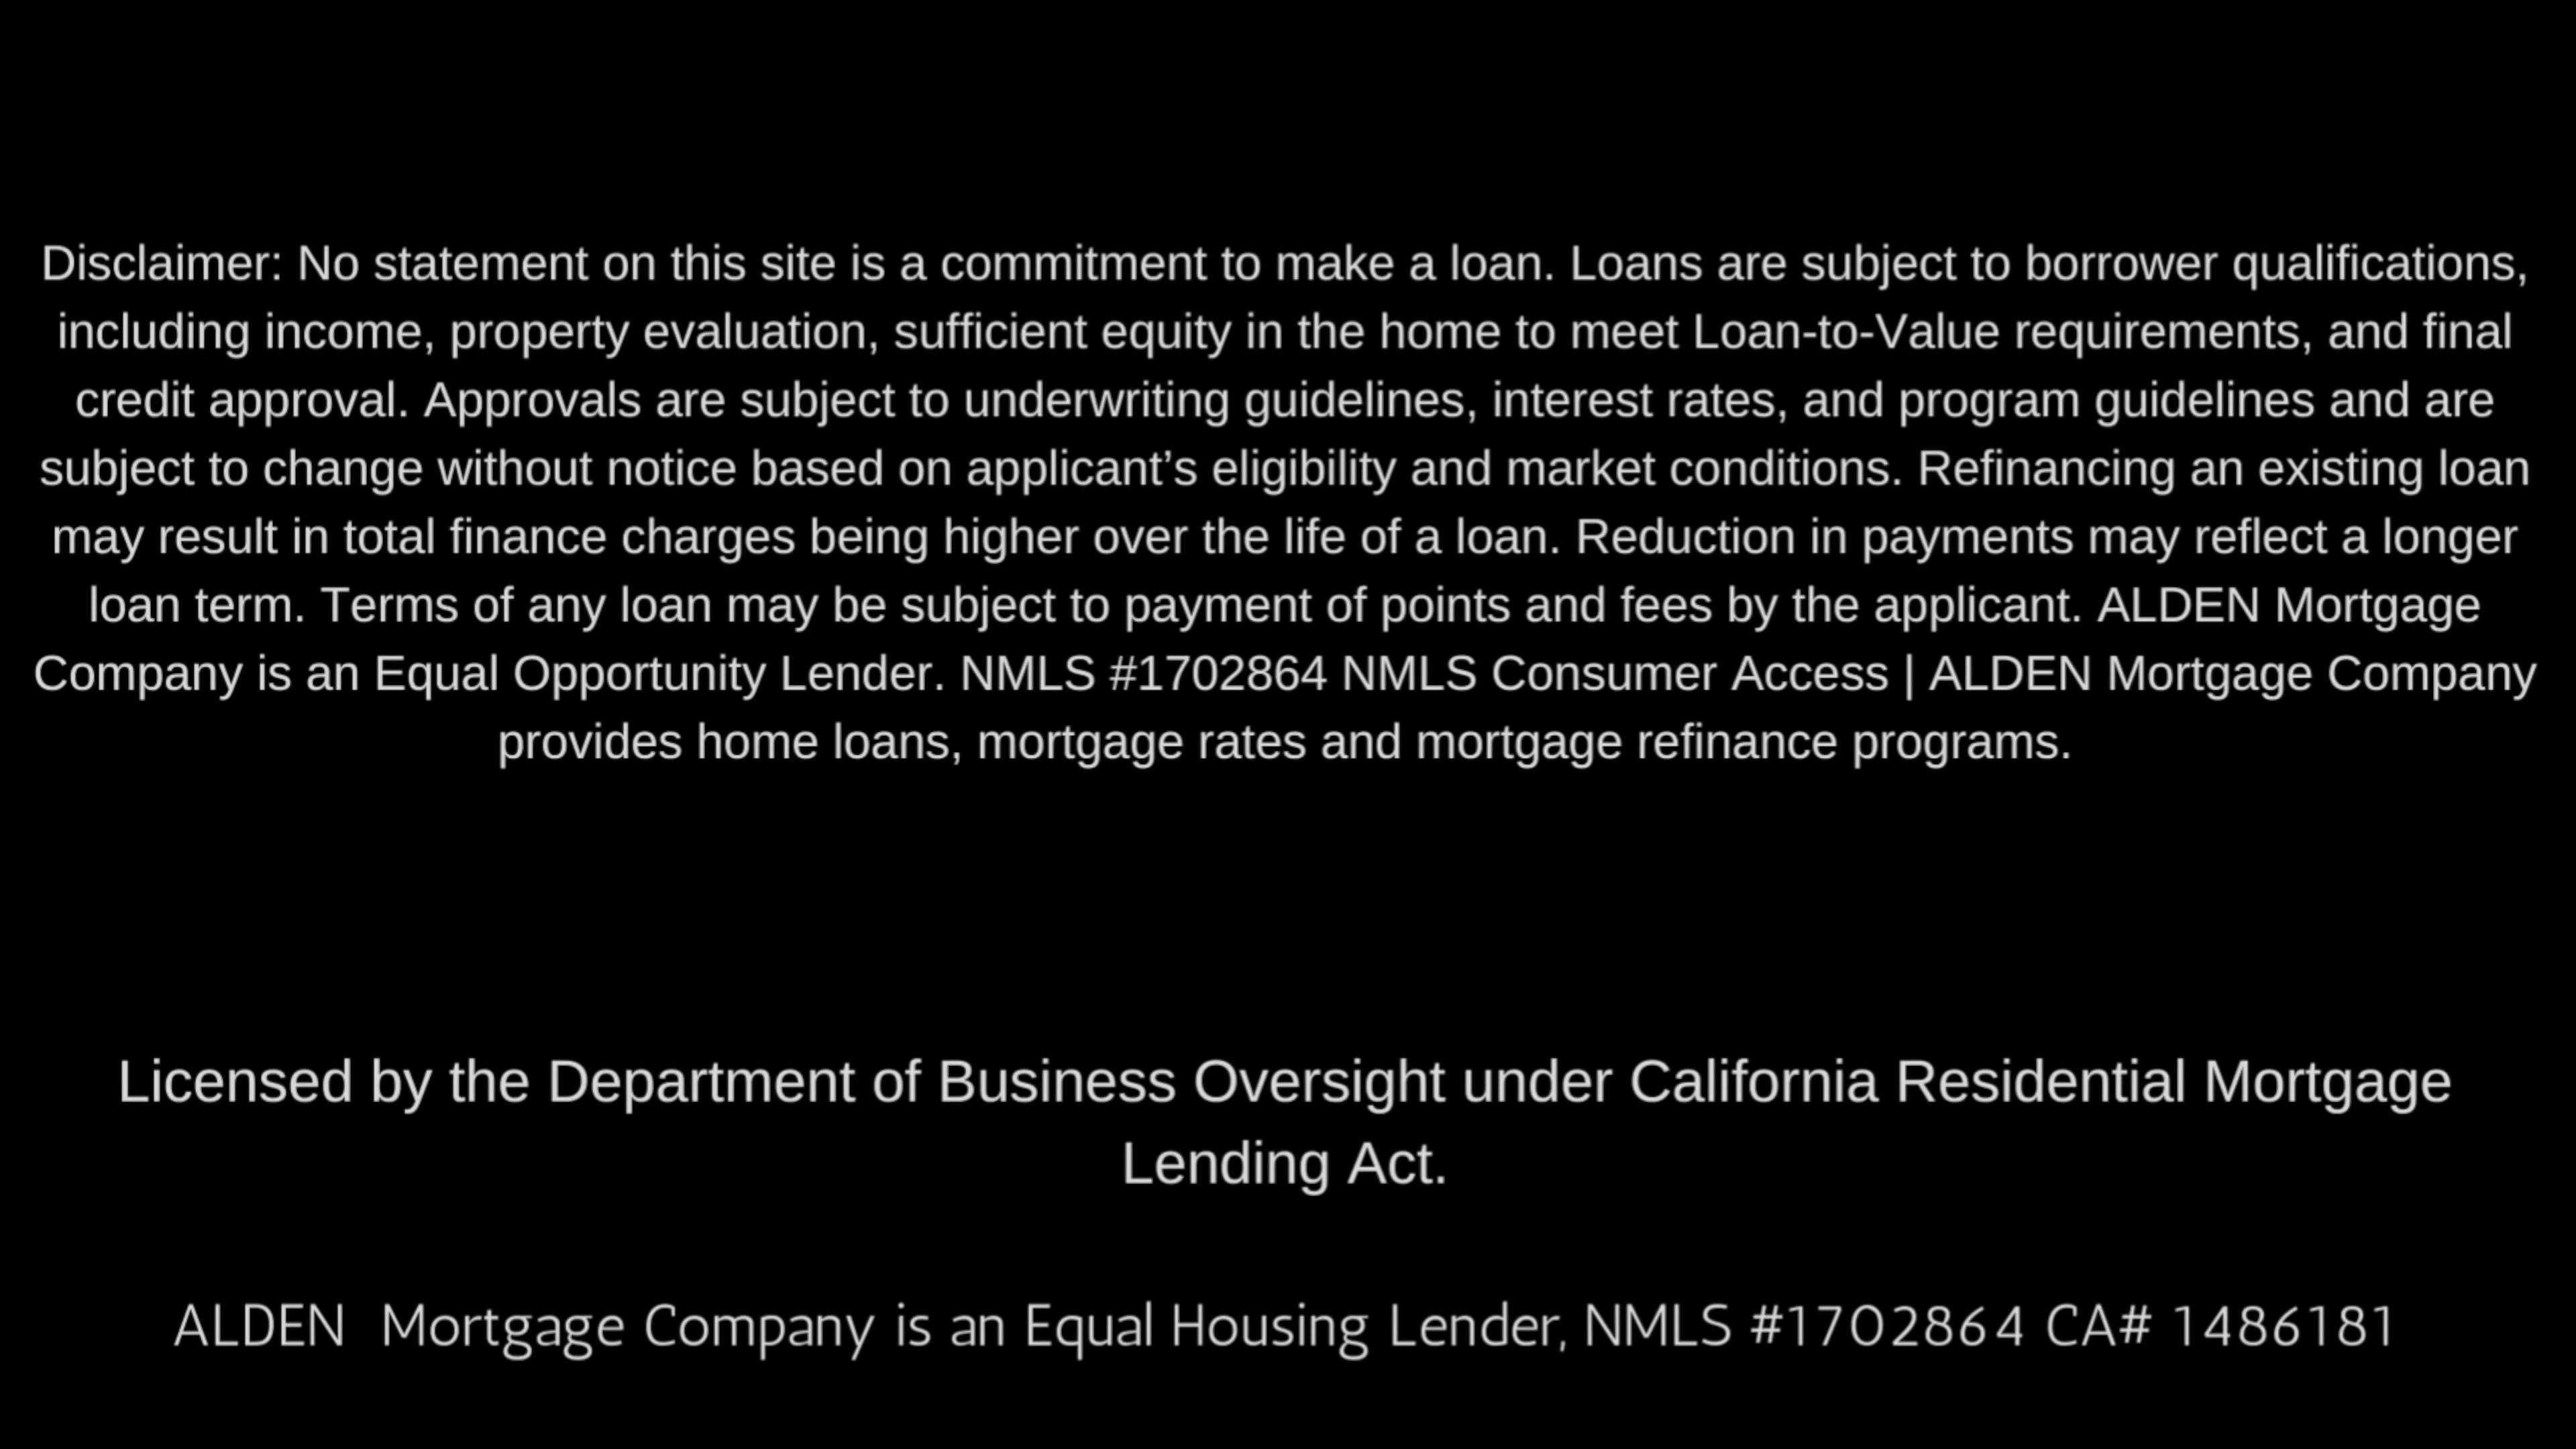 Disclaimer: No statement on this site is a commitment to make a loan. Loans are subject to borrower qualifications,
including income, property evaluation, sufficient equity in the home to meet Loan-to-Value requirements, and final
credit approval. Approvals are subject to underwriting guidelines, interest rates, and program guidelines and are
subject to change without notice based on applicant’s eligibility and market conditions. Refinancing an existing loan
may result in total finance charges being higher over the life of a loan. Reduction in payments may reflect a longer
loan term. Terms of any loan may be subject to payment of points and fees by the applicant. ALDEN Mortgage
Company is an Equal Opportunity Lender. NMLS #1702864 NMLS Consumer Access | ALDEN Mortgage Company
provides home loans, mortgage rates and mortgage refinance programs.
Licensed by the Department of Business Oversight under California Residential Mortgage
Lending Act.
ALDEN Mortgage Company is an Equal Housing Lender, NMLS #1702864 CA# 1486181